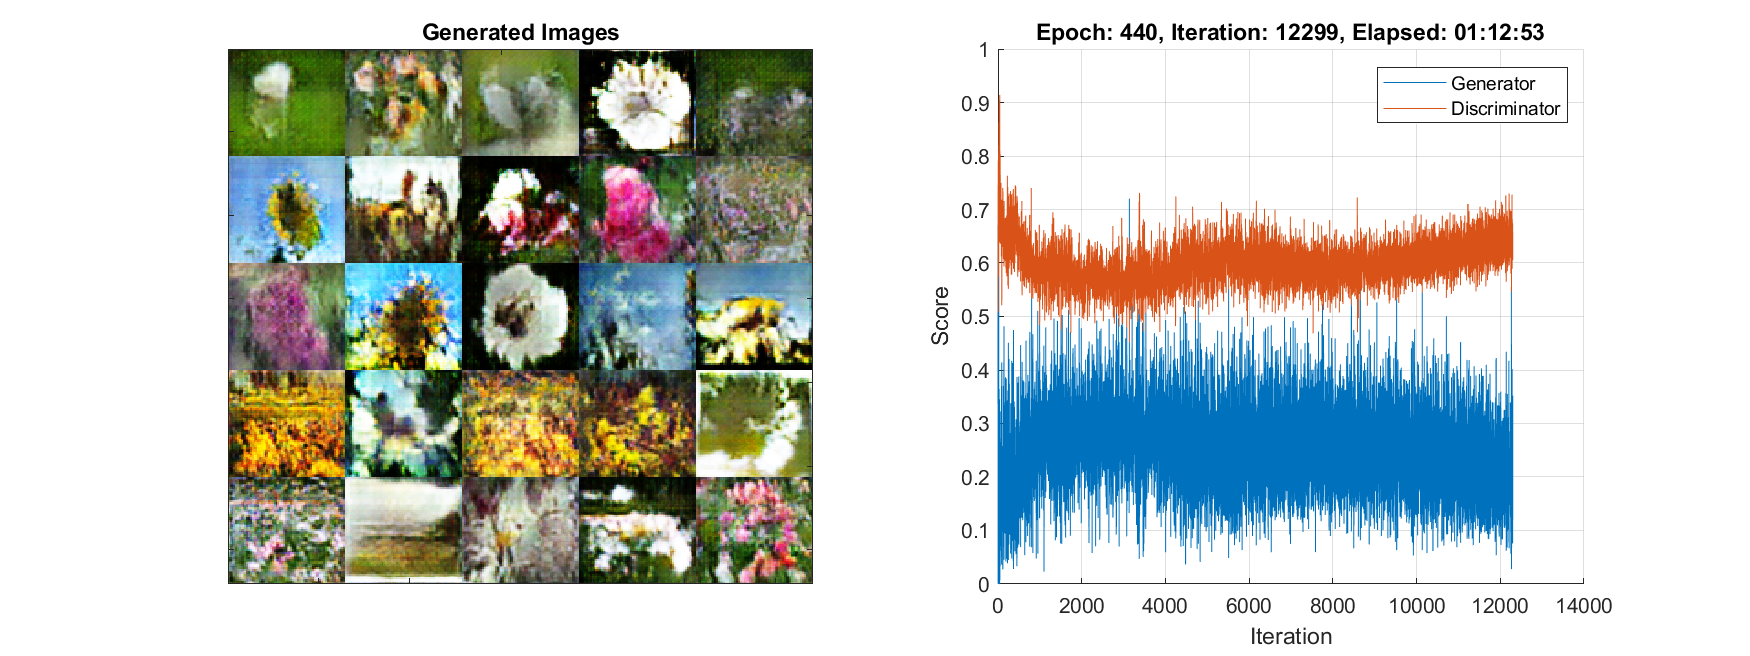 Generated Images
Epoch: 440, Iteration: 12299, Elapsed: 01:12:53
1
0.9
0.8
0.7
0.6
0.5
0.4
0.3
0.2
0.1
0
Score
Generator
Discriminator
0 2000 4000 6000 8000 10000 12000 14000
Iteration